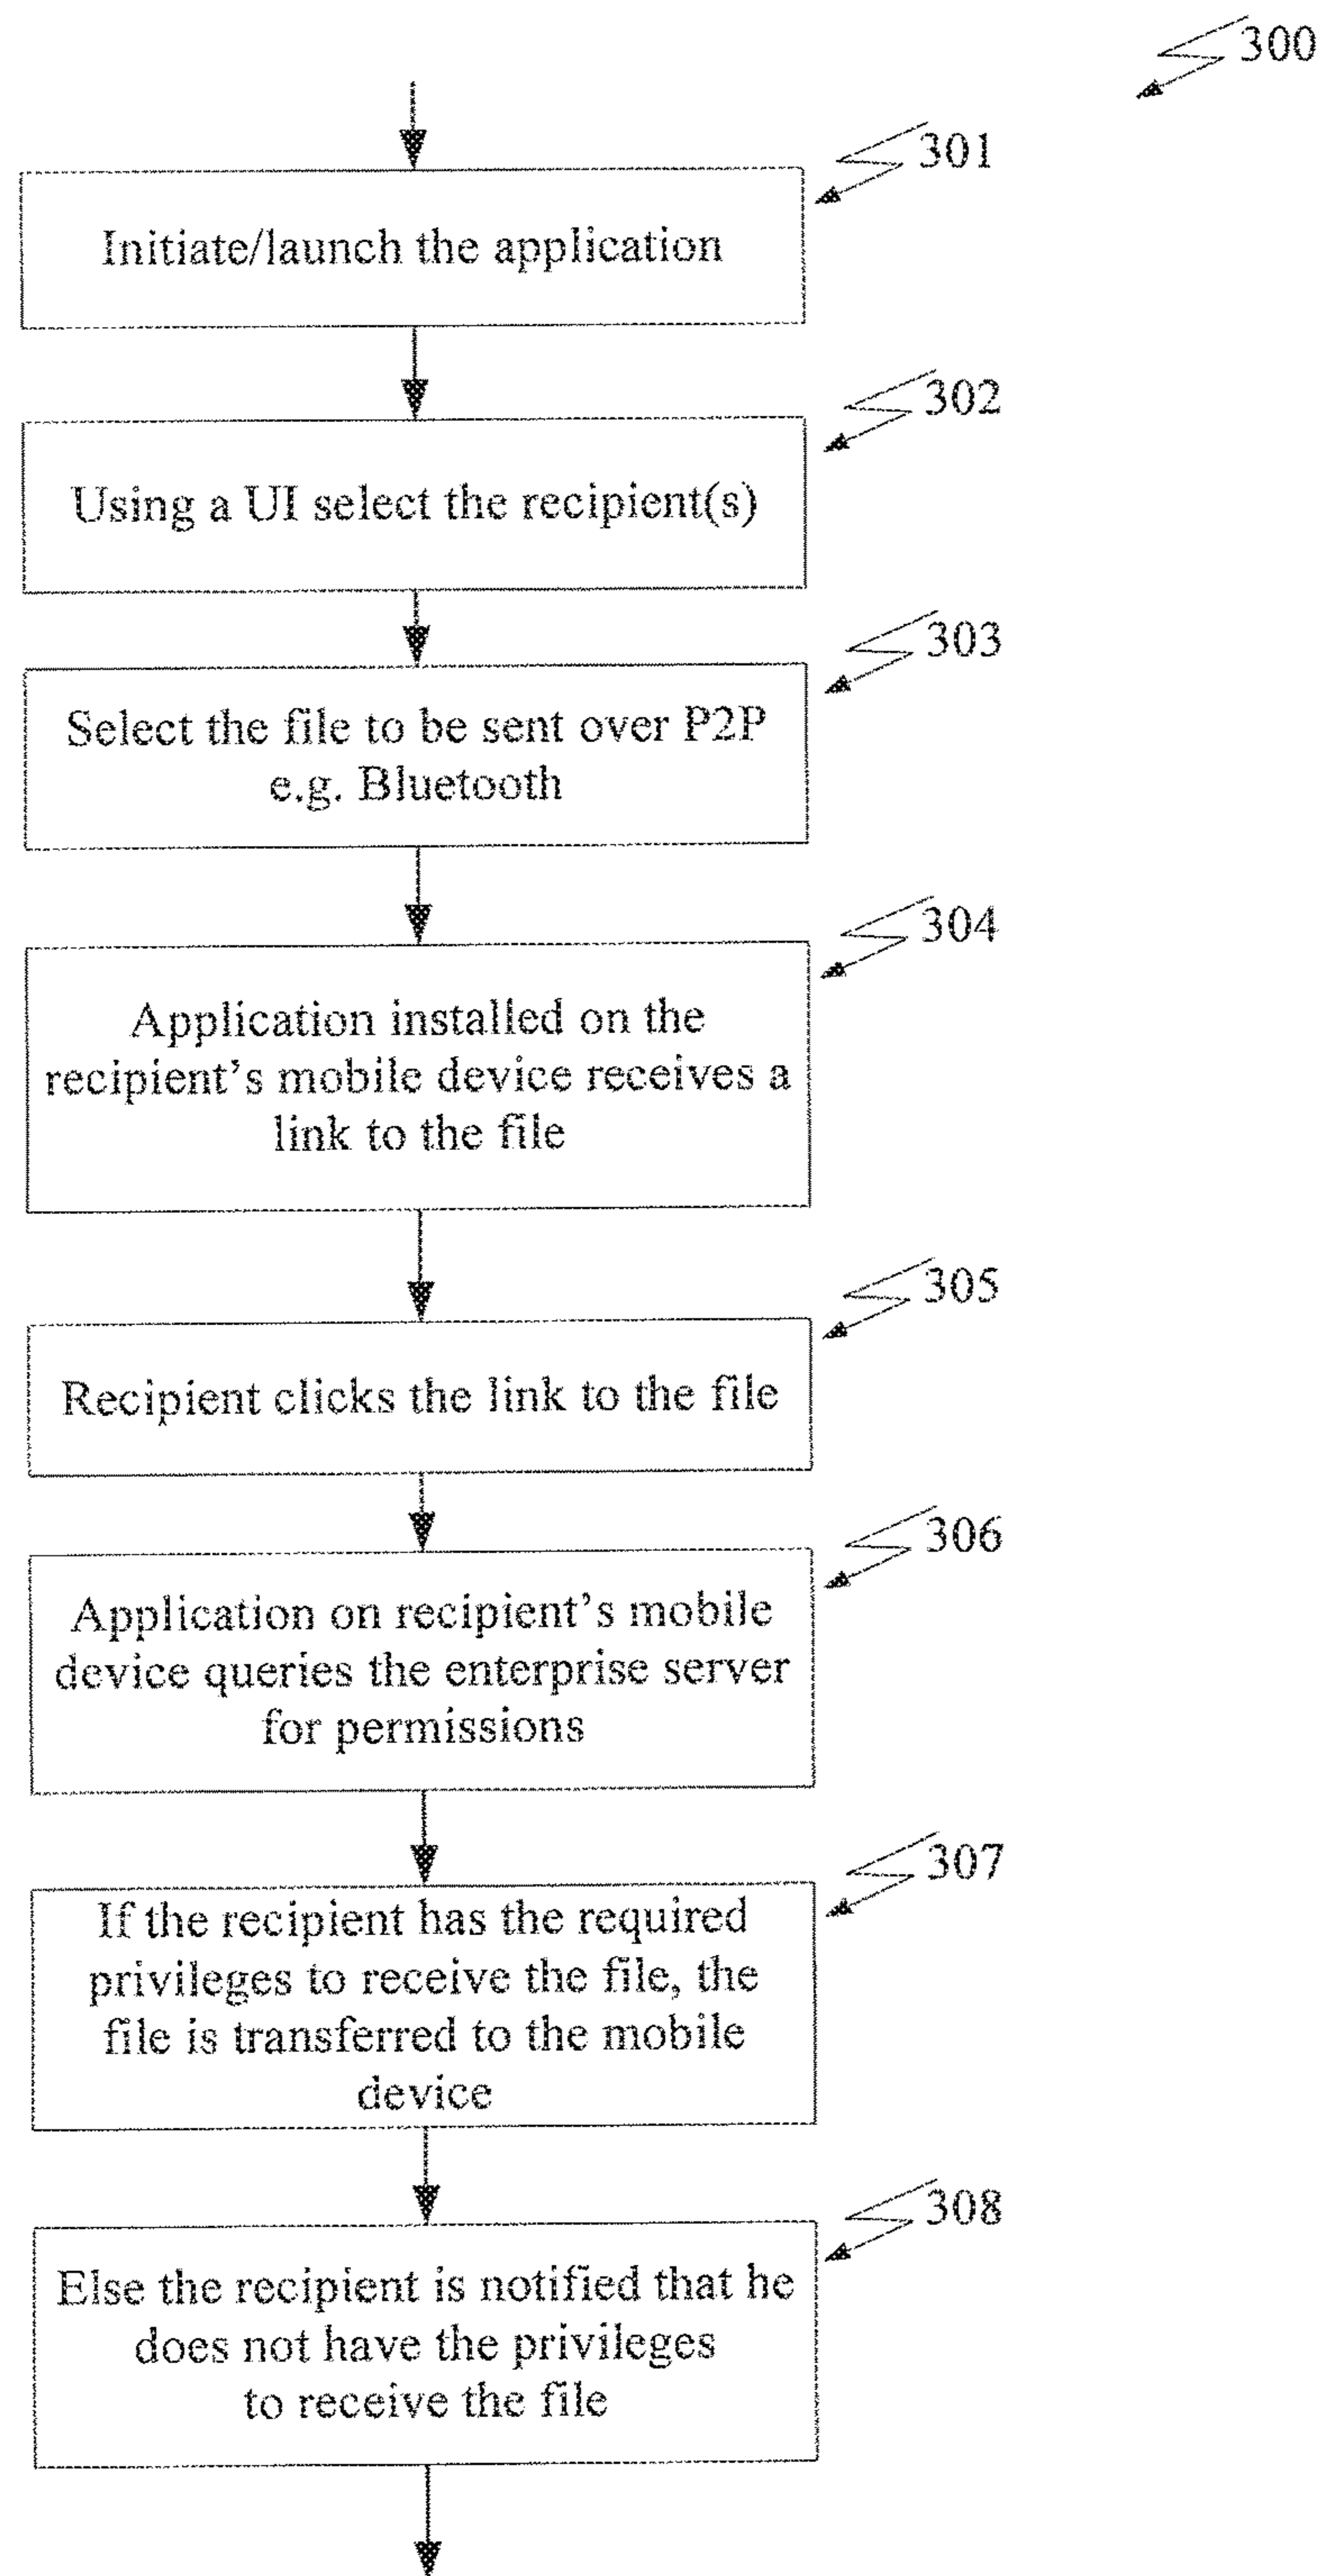 300
301
Initiate/launch the application
302
Using a UI select the recipient(s)
303
Select the file to be sent over P2P
e.g. Bluetooth
304
Application installed on the
recipient's mobile device receives a
link to the file
305
Recipient clicks the link to the file
306
Application on recipient's mobile
device queries the enterprise server
for permissions
307
If the recipient has the required
privileges to receive the file, the
file is transferred to the mobile
device
308
Else the recipient is notified that he
does not have the privileges
to receive the file